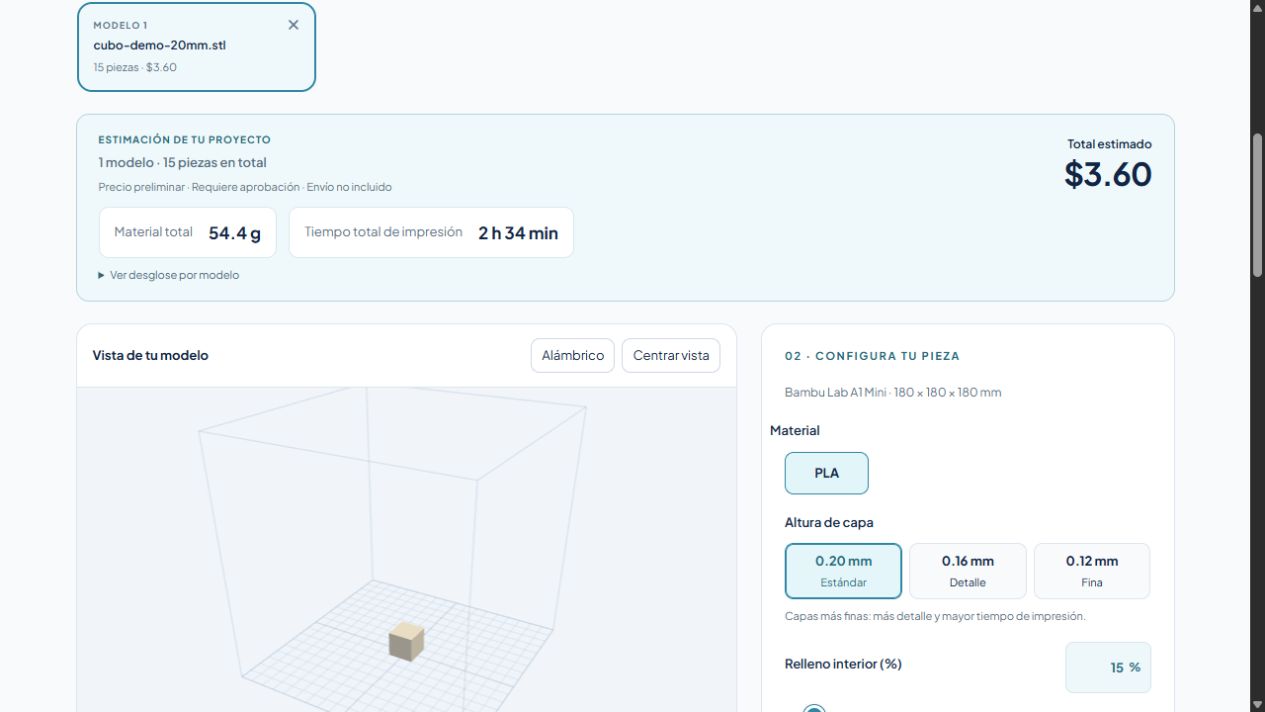 MODELO 1
cubo-demo-20mm.stl
15 piezas · $3.60
ESTIMACIÓN DE TU PROYECTO
1 modelo · 15 piezas en total
Precio preliminar · Requiere aprobación · Envío no incluido
Total estimado
$3.60
Material total 54.4 g
Tiempo total de impresión 2 h 34 min
Ver desglose por modelo
Vista de tu modelo
Alámbrico
Centrar vista
02 · CONFIGURA TU PIEZA
Bambu Lab A1 Mini · 180 × 180 × 180 mm
Material
PLA
Altura de capa
0.20 mm
Estándar
0.16 mm
Detalle
0.12 mm
Fina
Capas más finas: más detalle y mayor tiempo de impresión.
Relleno interior (%)
15 %